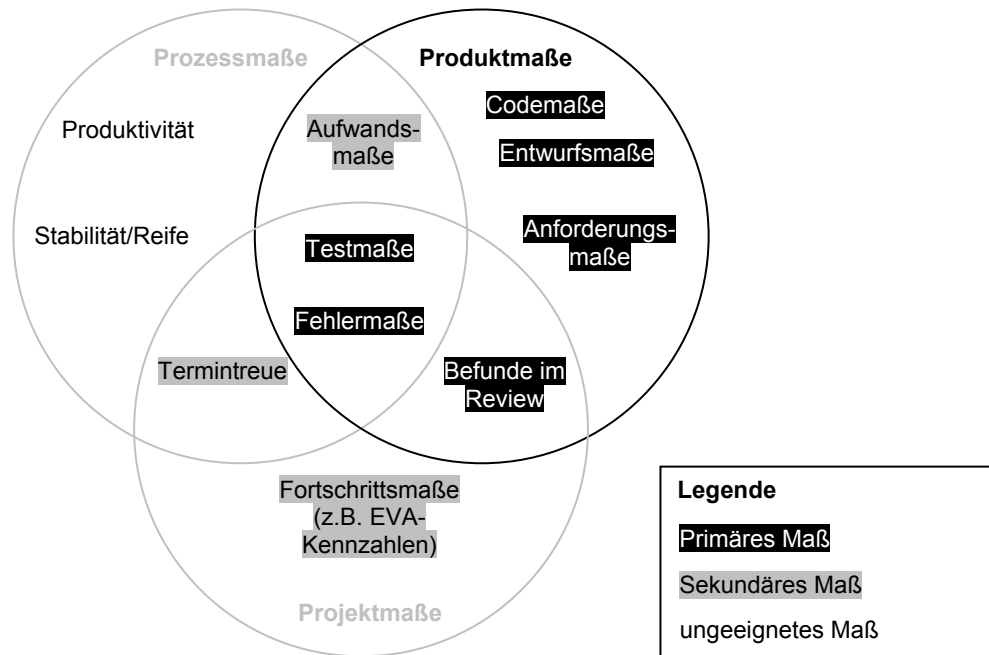 Prozessmaße
Produktmaße
Codemaße
Produktivität
Aufwands-
maße
Entwurfsmaße
Stabilität/Reife
Testmaße
Anforderungs-
maße
Fehlermaße
Termintreue
Befunde im
Review
Fortschrittsmaße
(z.B. EVA-
Kennzahlen)
Projektmaße
Legende
Primäres Maß
Sekundäres Maß
ungeeignetes Maß